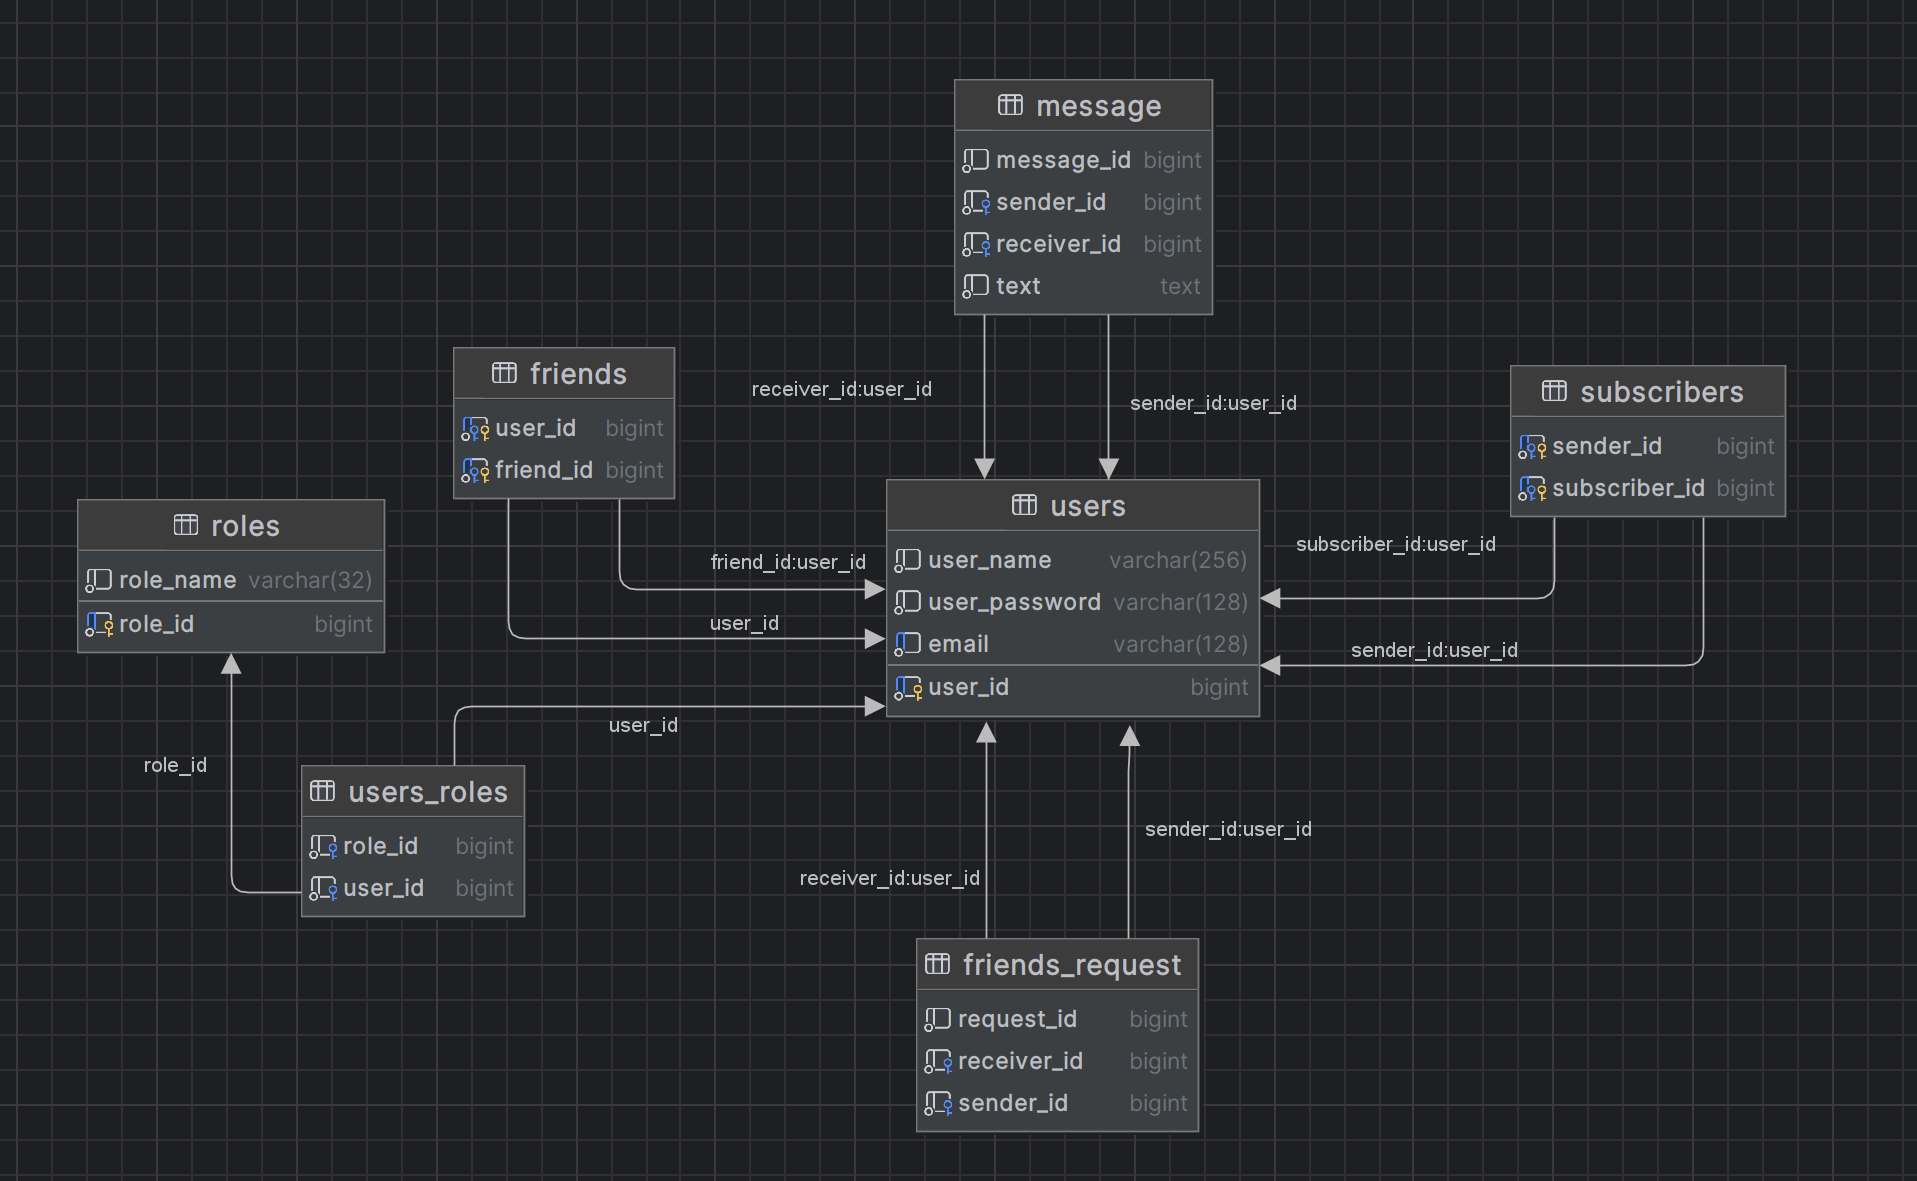 message
message_id bigint
sender_id bigint
receiver_id bigint
text text
friends
user_id bigint
friend_id bigint
receiver_id:user_id
sender_id:user_id
subscribers
sender_id bigint
subscriber_id bigint
roles
role_name varchar(32)
role_id bigint
users
user_name varchar(256)
user_password varchar(128)
email varchar(128)
user_id bigint
friend_id:user_id
user_id
subscriber_id:user_id
sender_id:user_id
user_id
role_id
users_roles
role_id bigint
user_id bigint
sender_id:user_id
receiver_id:user_id
friends_request
request_id bigint
receiver_id bigint
sender_id bigint